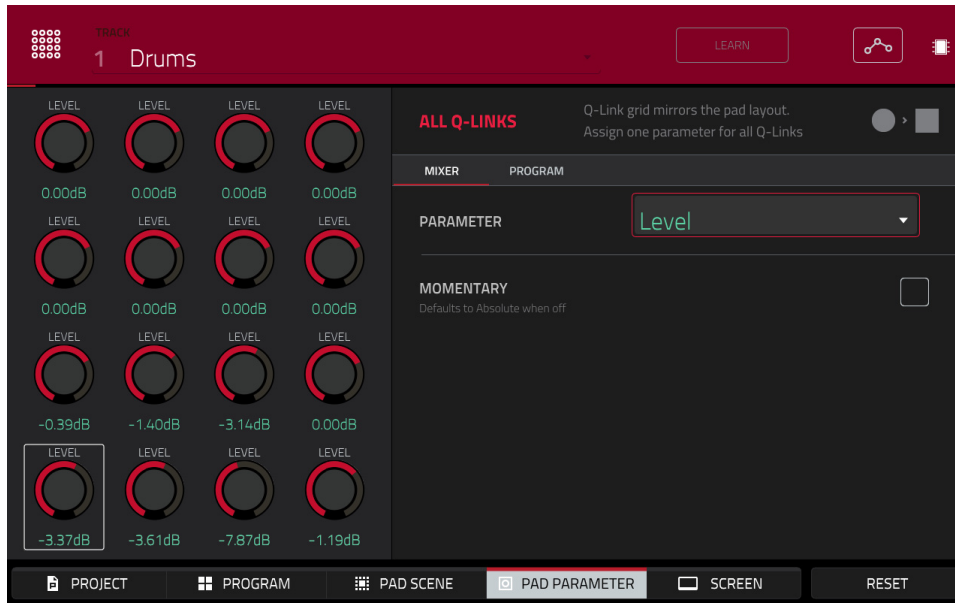 TRACK
1 Drums
LEARN
LEVEL LEVEL LEVEL LEVEL
0.00dB 0.00dB 0.00dB 0.00dB
LEVEL LEVEL LEVEL LEVEL
0.00dB 0.00dB 0.00dB 0.00dB
LEVEL LEVEL LEVEL LEVEL
-0.39dB -1.40dB -3.14dB 0.00dB
LEVEL LEVEL LEVEL LEVEL
-3.37dB -3.61dB -7.87dB -1.19dB
ALL Q-LINKS
Q-Link grid mirrors the pad layout.
Assign one parameter for all Q-Links
MIXER PROGRAM
PARAMETER Level
MOMENTARY
Defaults to Absolute when off
PROJECT PROGRAM PAD SCENE PAD PARAMETER SCREEN RESET